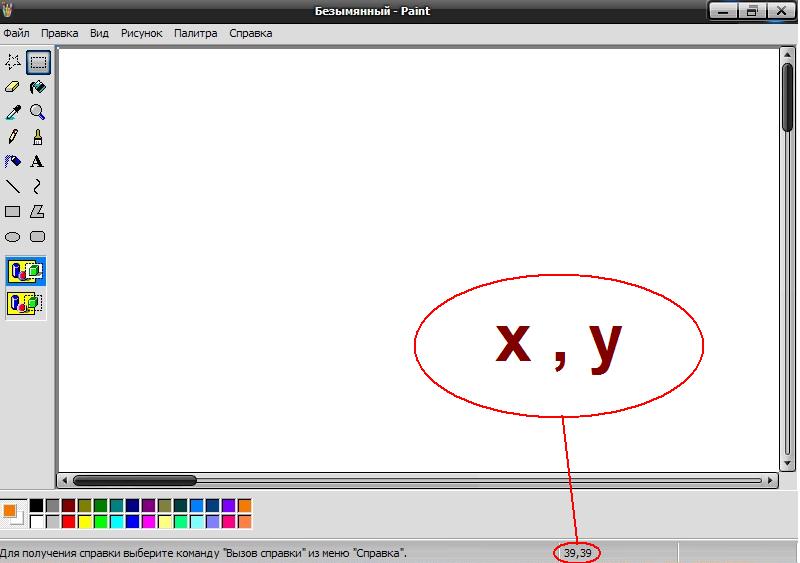 Безымянный - Paint
Файл Правка Вид Рисунок Палитра Справка
A
x , y
Для получения справки выберите команду "Вызов справки" из меню "Справка".
39,39